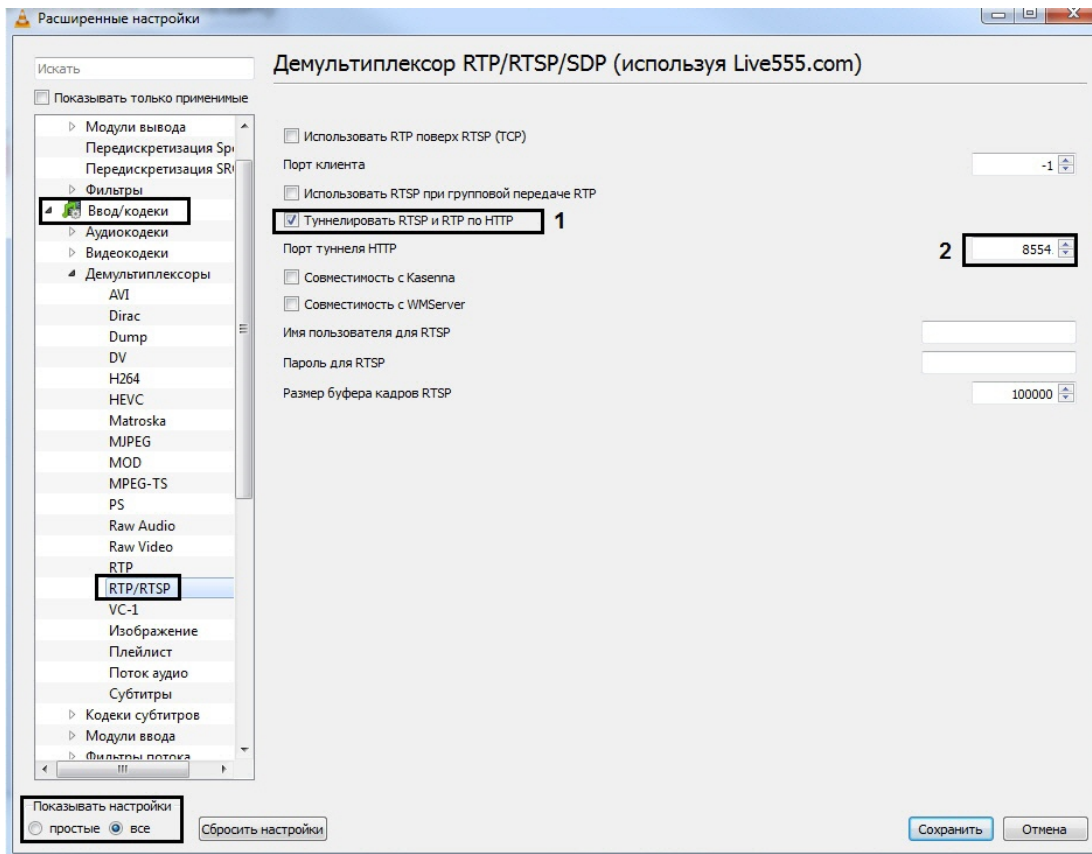 Расширенные настройки
Искать
Показывать только применимые
Модули вывода
Передискретизация Spe
Передискретизация SR
Фильтры
Ввод/кодеки
Аудиокодеки
Видеокодеки
Демультиплексоры
AVI
Dirac
Dump
DV
H264
HEVC
Matroska
MJPEG
MOD
MPEG-TS
PS
Raw Audio
Raw Video
RTP
RTP/RTSP
VC-1
Изображение
Плейлист
Поток аудио
Субтитры
Кодеки субтитров
Модули ввода
Фильтры потока
Показывать настройки
простые все
Сбросить настройки
Демультиплексор RTP/RTSP/SDP (используя Live555.com)
Использовать RTP поверх RTSP (TCP)
Порт клиента -1
Использовать RTSP при групповой передаче RTP
Туннелировать RTSP и RTP по HTTP 1
Порт туннеля HTTP 2 8554
Совместимость с Kasenna
Совместимость с WMServer
Имя пользователя для RTSP
Пароль для RTSP
Размер буфера кадров RTSP 100000
Сохранить Отмена